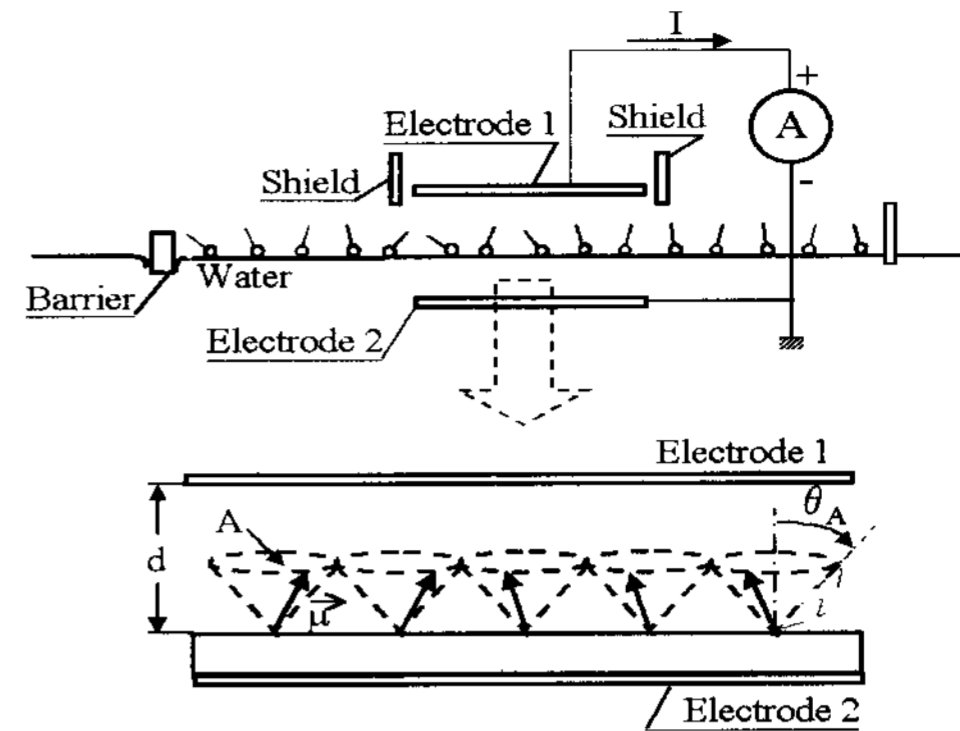 I
+
Electrode 1
Shield
A
Shield
-
Water
Barrier
Electrode 2
Electrode 1
θA
A
d
μ
l
Electrode 2